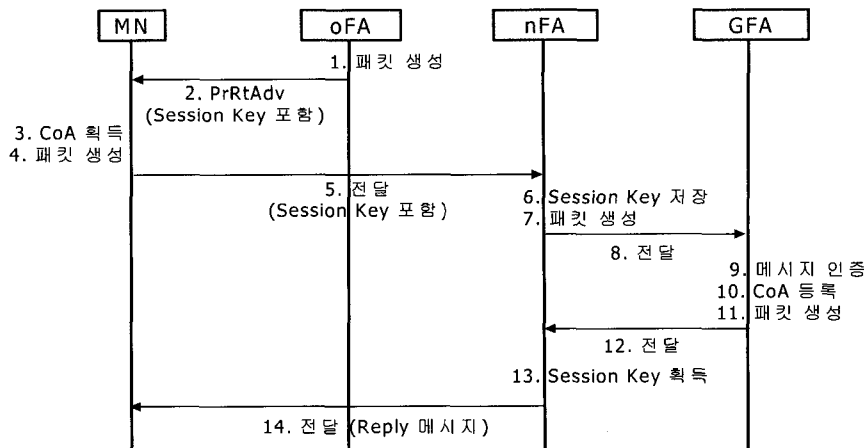 MN oFA nFA GFA
1. 패킷 생성
2. PrRtAdv
(Session Key 포함)
3. CoA 획득
4. 패킷 생성
5. 전달
(Session Key 포함)
6. Session Key 저장
7. 패킷 생성
8. 전달
9. 메시지 인증
10. CoA 등록
11. 패킷 생성
12. 전달
13. Session Key 획득
14. 전달 (Reply 메시지)